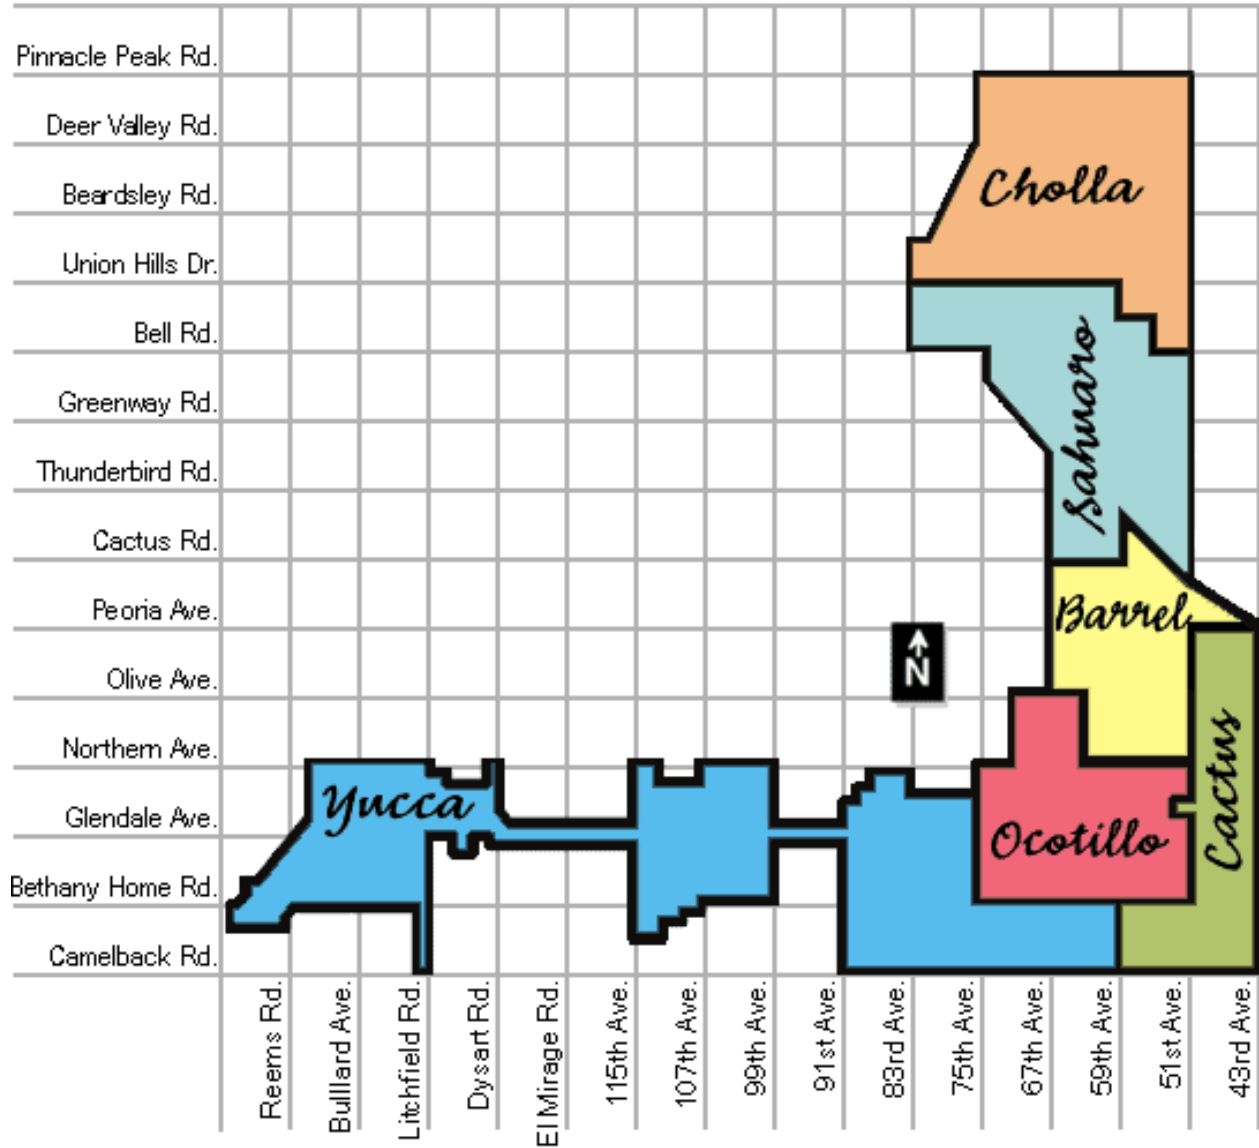 Pinnacle Peak Rd.
Deer Valley Rd.
Beardsley Rd.
Cholla
Union Hills Dr.
Bell Rd.
Sahuaro
Greenway Rd.
Thunderbird Rd.
Cactus Rd.
Peoria Ave.
Barrel
N
Olive Ave.
Northern Ave.
Yucca
Glendale Ave.
Ocotillo
Cactus
Bethany Home Rd.
Camelback Rd.
Reems Rd.
Bulllard Ave.
Litchfield Rd.
Dysart Rd.
El Mirage Rd.
115th Ave.
107th Ave.
99th Ave.
91st Ave.
83rd Ave.
75th Ave.
67th Ave.
59th Ave.
51st Ave.
43rd Ave.